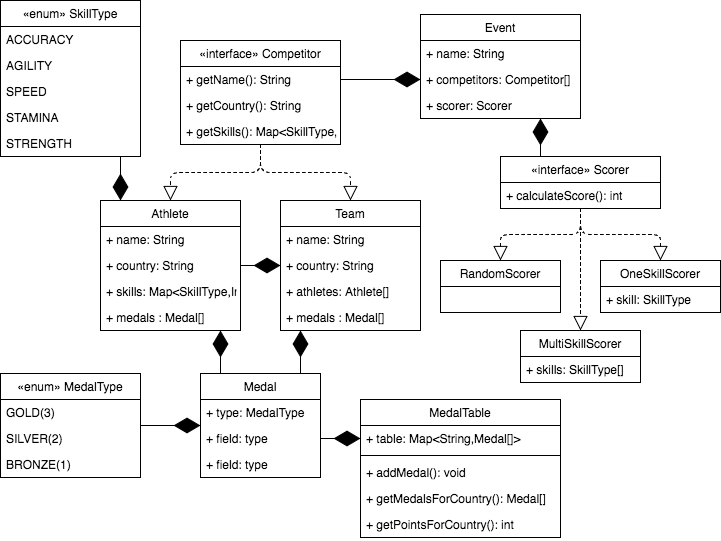 «enum» SkillType
ACCURACY
AGILITY
SPEED
STAMINA
STRENGTH
«interface» Competitor
+ getName(): String
+ getCountry(): String
+ getSkills(): Map<SkillType,
Event
+ name: String
+ competitors: Competitor[]
+ scorer: Scorer
«interface» Scorer
+ calculateScore(): int
Athlete
+ name: String
+ country: String
+ skills: Map<SkillType,In
+ medals : Medal[]
Team
+ name: String
+ country: String
+ athletes: Athlete[]
+ medals : Medal[]
RandomScorer
OneSkillScorer
+ skill: SkillType
MultiSkillScorer
+ skills: SkillType[]
«enum» MedalType
GOLD(3)
SILVER(2)
BRONZE(1)
Medal
+ type: MedalType
+ field: type
+ field: type
MedalTable
+ table: Map<String,Medal[]>
+ addMedal(): void
+ getMedalsForCountry(): Medal[]
+ getPointsForCountry(): int